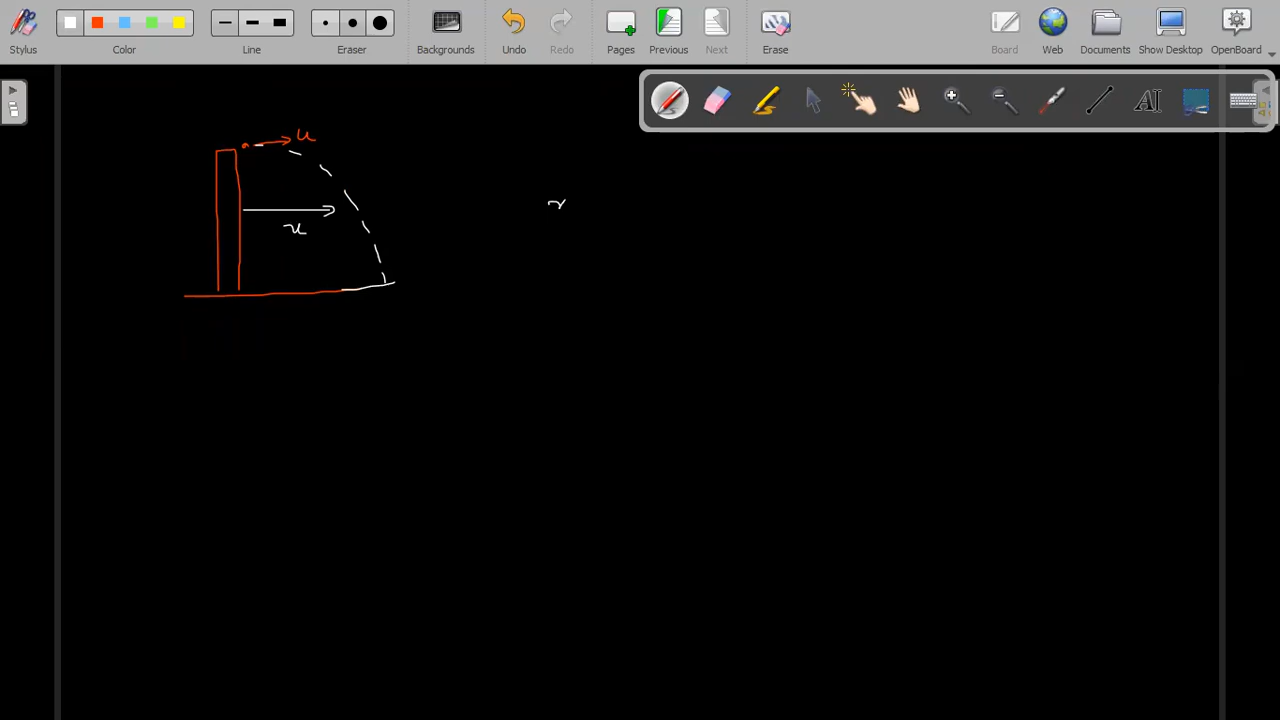 Stylus Color Line Eraser Backgrounds Undo Redo Pages Previous Next Erase Board Web Documents Show Desktop OpenBoard
u
x